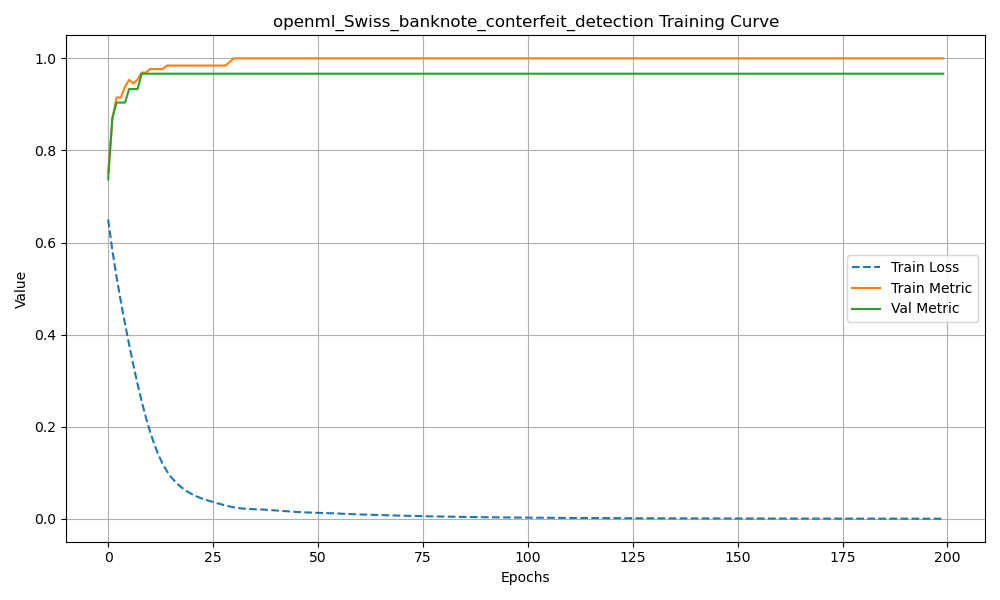 openml_Swiss_banknote_conterfeit_detection Training Curve
Value
1.0
0.8
0.6
0.4
0.2
0.0
Train Loss
Train Metric
Val Metric
0 25 50 75 100 125 150 175 200
Epochs